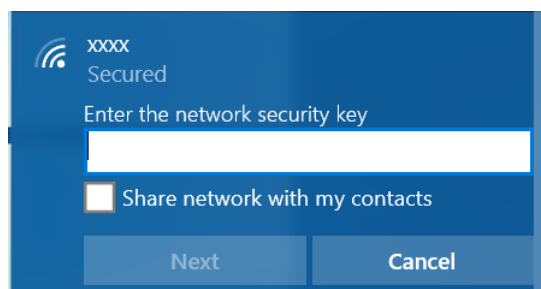 xxxx
Secured
Enter the network security key
Share network with my contacts
Next Cancel